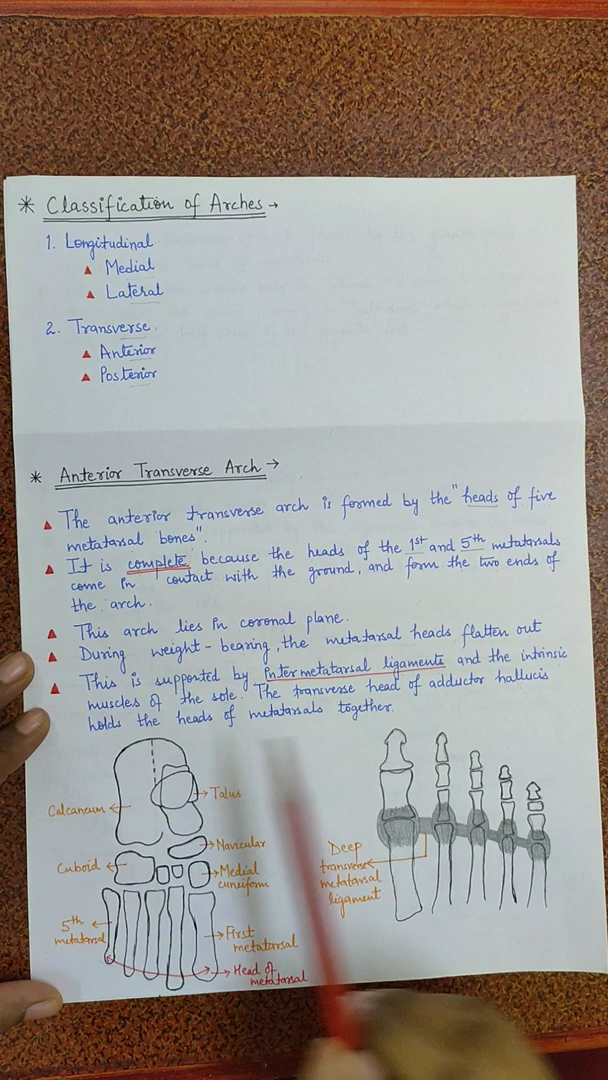 * Classification of Arches →
1. Longitudinal
▲ Medial
▲ Lateral
2. Transverse
▲ Anterior
▲ Posterior
* Anterior Transverse Arch →
▲ The anterior transverse arch is formed by the "heads of five
metatarsal bones".
▲ It is complete because the heads of the 1st and 5th metatarsals
come in contact with the ground, and form the two ends of
the arch.
▲ This arch lies in coronal plane.
▲ During weight-bearing, the metatarsal heads flatten out
▲ This is supported by intermetatarsal ligaments and the intrinsic
muscles of the sole. The transverse head of adductor hallucis
holds the heads of metatarsals together.
Calcaneum
Talus
Navicular
Cuboid
Medial
cuneiform
5th
metatarsal
First
metatarsal
Head of
metatarsal
Deep
transverse
metatarsal
ligament